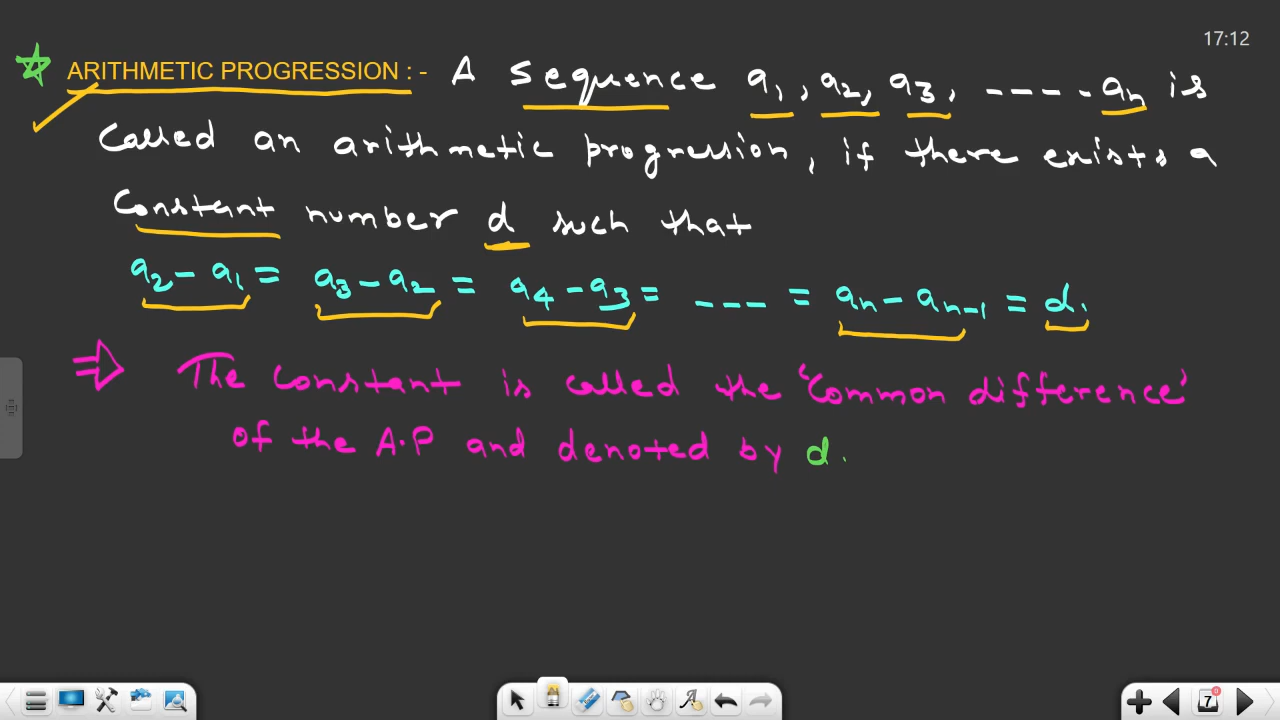 17:12
ARITHMETIC PROGRESSION : - A sequence a₁, a₂, a₃, ----. aₙ is
called an arithmetic progression, if there exists a
constant number d such that
a₂ - a₁ = a₃ - a₂ = a₄ - a₃ = --- = aₙ - aₙ₋₁ = d.
⇒ The constant is called the 'common difference'
of the A.P and denoted by d.
7 0